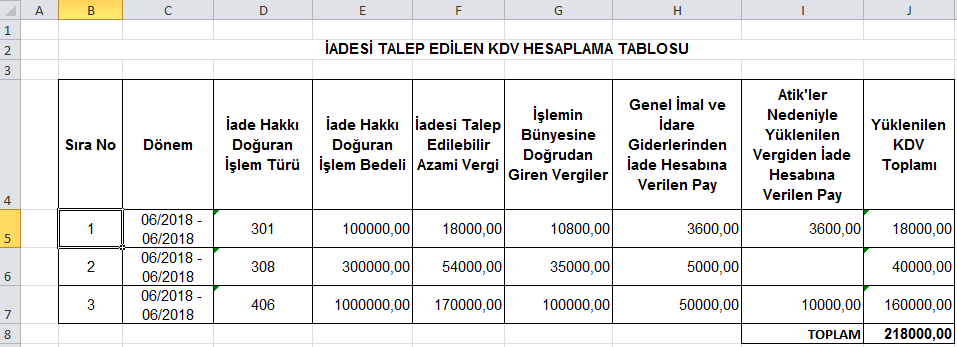 A B C D E F G H I J
1
2 İADESİ TALEP EDİLEN KDV HESAPLAMA TABLOSU
3
4 Sıra No Dönem İade Hakkı Doğuran İşlem Türü İade Hakkı Doğuran İşlem Bedeli İadesi Talep Edilebilir Azami Vergi İşlemin Bünyesine Doğrudan Giren Vergiler Genel İmal ve İdare Giderlerinden İade Hesabına Verilen Pay Atik'ler Nedeniyle Yüklenilen Vergiden İade Hesabına Verilen Pay Yüklenilen KDV Toplamı
5 1 06/2018 - 06/2018 301 100000,00 18000,00 10800,00 3600,00 3600,00 18000,00
6 2 06/2018 - 06/2018 308 300000,00 54000,00 35000,00 5000,00 40000,00
7 3 06/2018 - 06/2018 406 1000000,00 170000,00 100000,00 50000,00 10000,00 160000,00
8 TOPLAM 218000,00